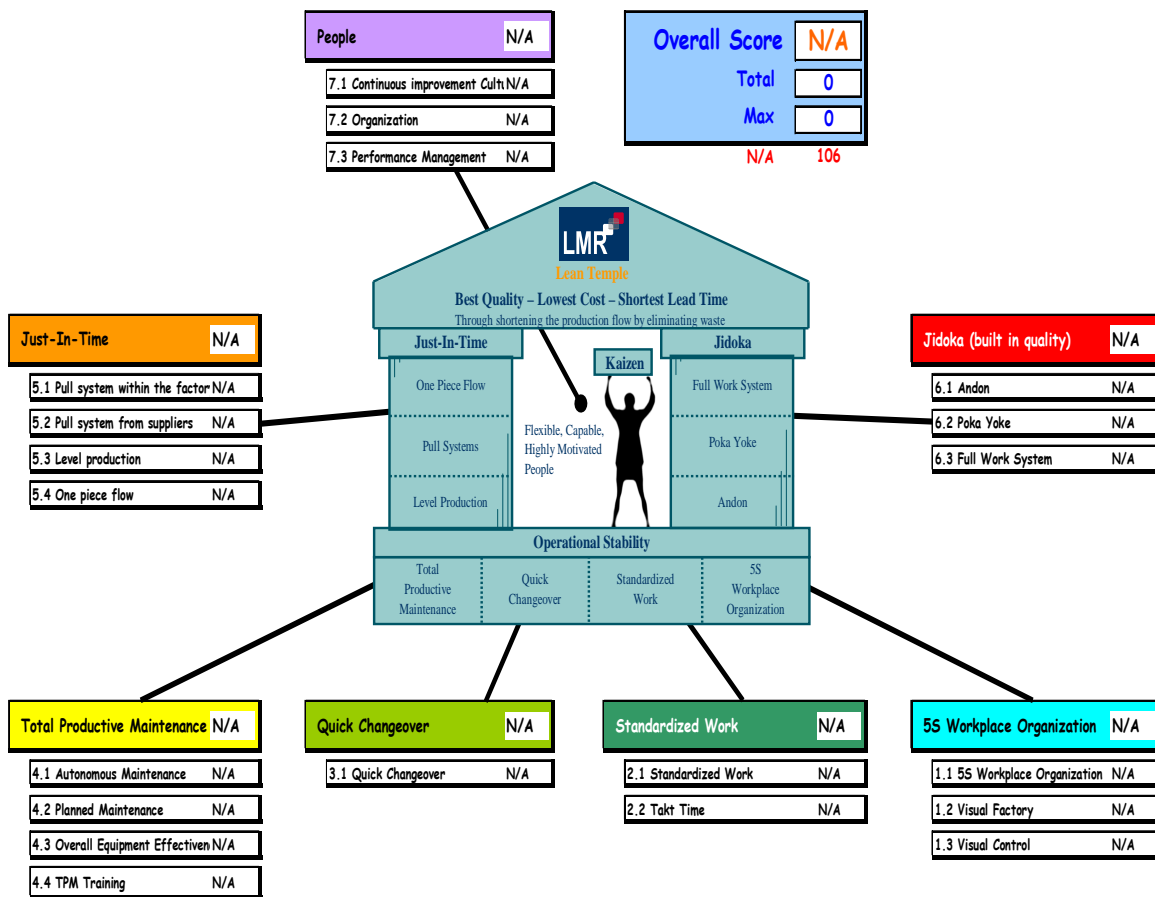 People N/A
7.1 Continuous improvement Cultu N/A
7.2 Organization N/A
7.3 Performance Management N/A
Overall Score N/A
Total 0
Max 0
N/A 106
LMR
Lean Temple
Best Quality – Lowest Cost – Shortest Lead Time
Through shortening the production flow by eliminating waste
Just-In-Time N/A
5.1 Pull system within the factor N/A
5.2 Pull system from suppliers N/A
5.3 Level production N/A
5.4 One piece flow N/A
Just-In-Time
One Piece Flow
Pull Systems
Level Production
Kaizen
Flexible, Capable,
Highly Motivated
People
Jidoka
Full Work System
Poka Yoke
Andon
Jidoka (built in quality) N/A
6.1 Andon N/A
6.2 Poka Yoke N/A
6.3 Full Work System N/A
Operational Stability
Total
Productive
Maintenance
Quick
Changeover
Standardized
Work
5S
Workplace
Organization
Total Productive Maintenance N/A
4.1 Autonomous Maintenance N/A
4.2 Planned Maintenance N/A
4.3 Overall Equipment Effectiven N/A
4.4 TPM Training N/A
Quick Changeover N/A
3.1 Quick Changeover N/A
Standardized Work N/A
2.1 Standardized Work N/A
2.2 Takt Time N/A
5S Workplace Organization N/A
1.1 5S Workplace Organization N/A
1.2 Visual Factory N/A
1.3 Visual Control N/A